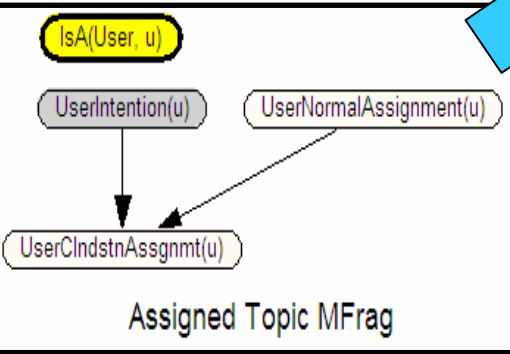 IsA(User, u)
UserIntention(u) UserNormalAssignment(u)
UserClndstnAssgnmt(u)
Assigned Topic MFrag